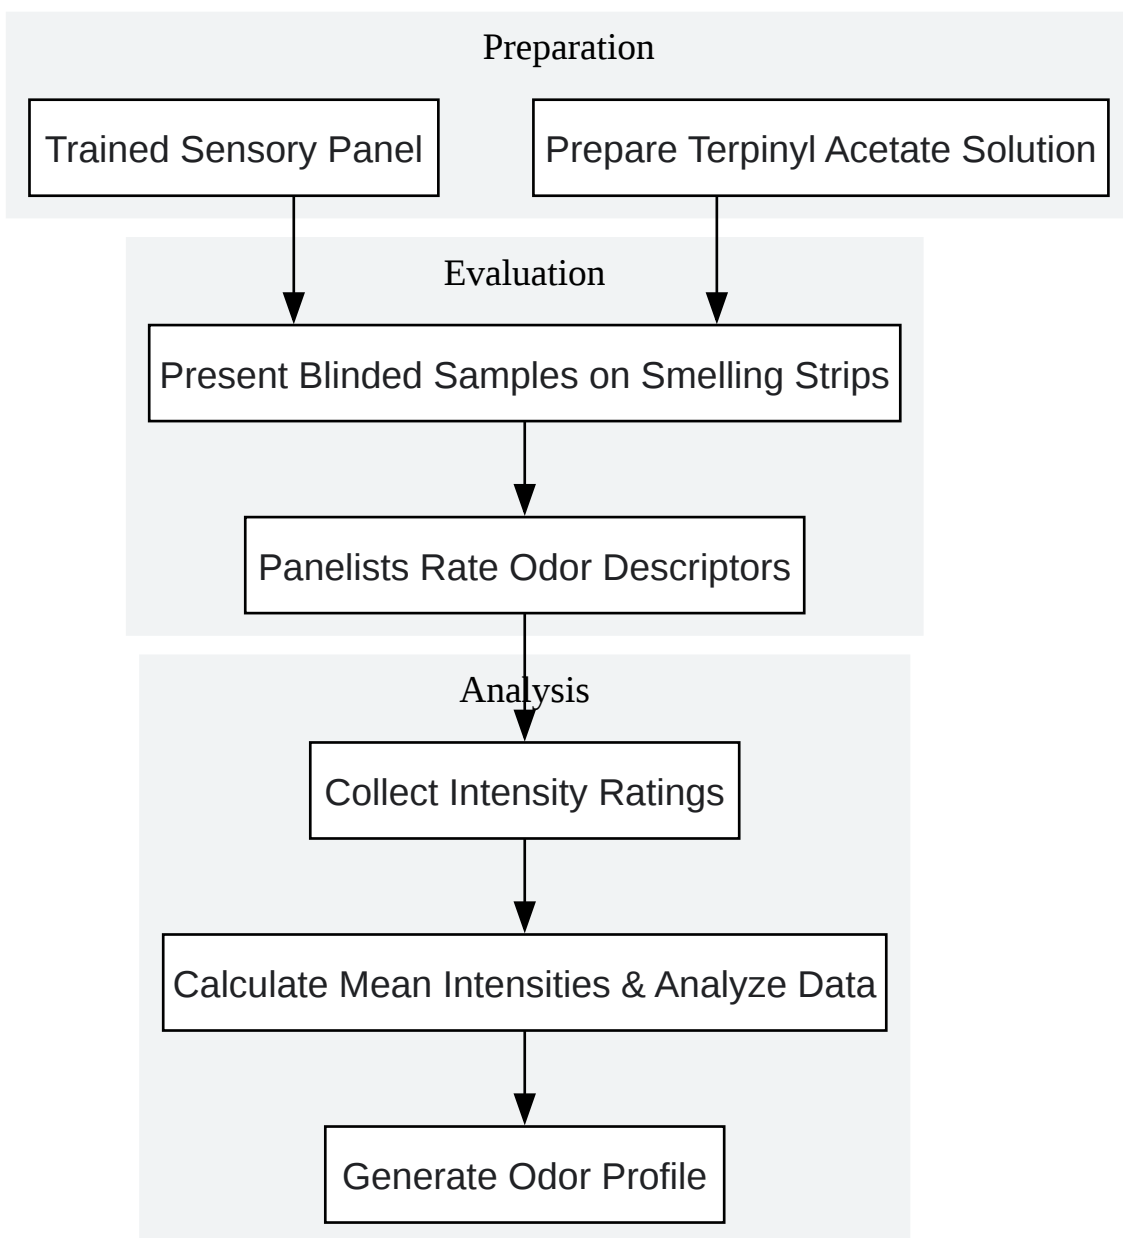 Preparation
Trained Sensory Panel
Prepare Terpinyl Acetate Solution
Evaluation
Present Blinded Samples on Smelling Strips
Panelists Rate Odor Descriptors
Analysis
Collect Intensity Ratings
Calculate Mean Intensities & Analyze Data
Generate Odor Profile